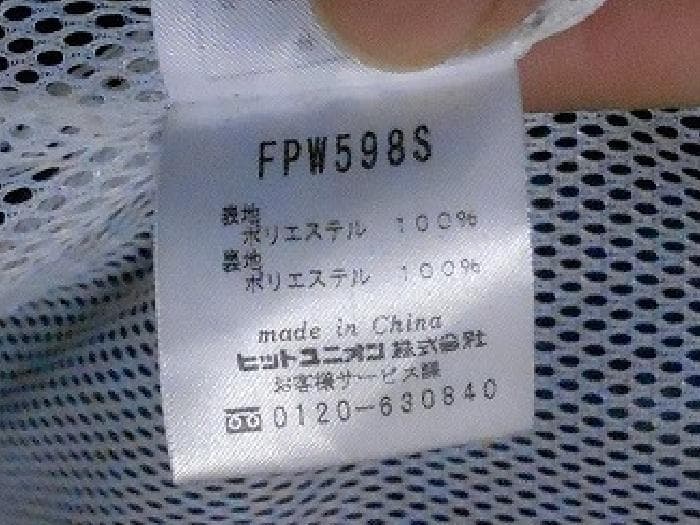 FPW598S
表地
ポリエステル 100%
裏地
ポリエステル 100%
made in China
ヒットユニオン 株式会社
お客様サービス課
0120-630840